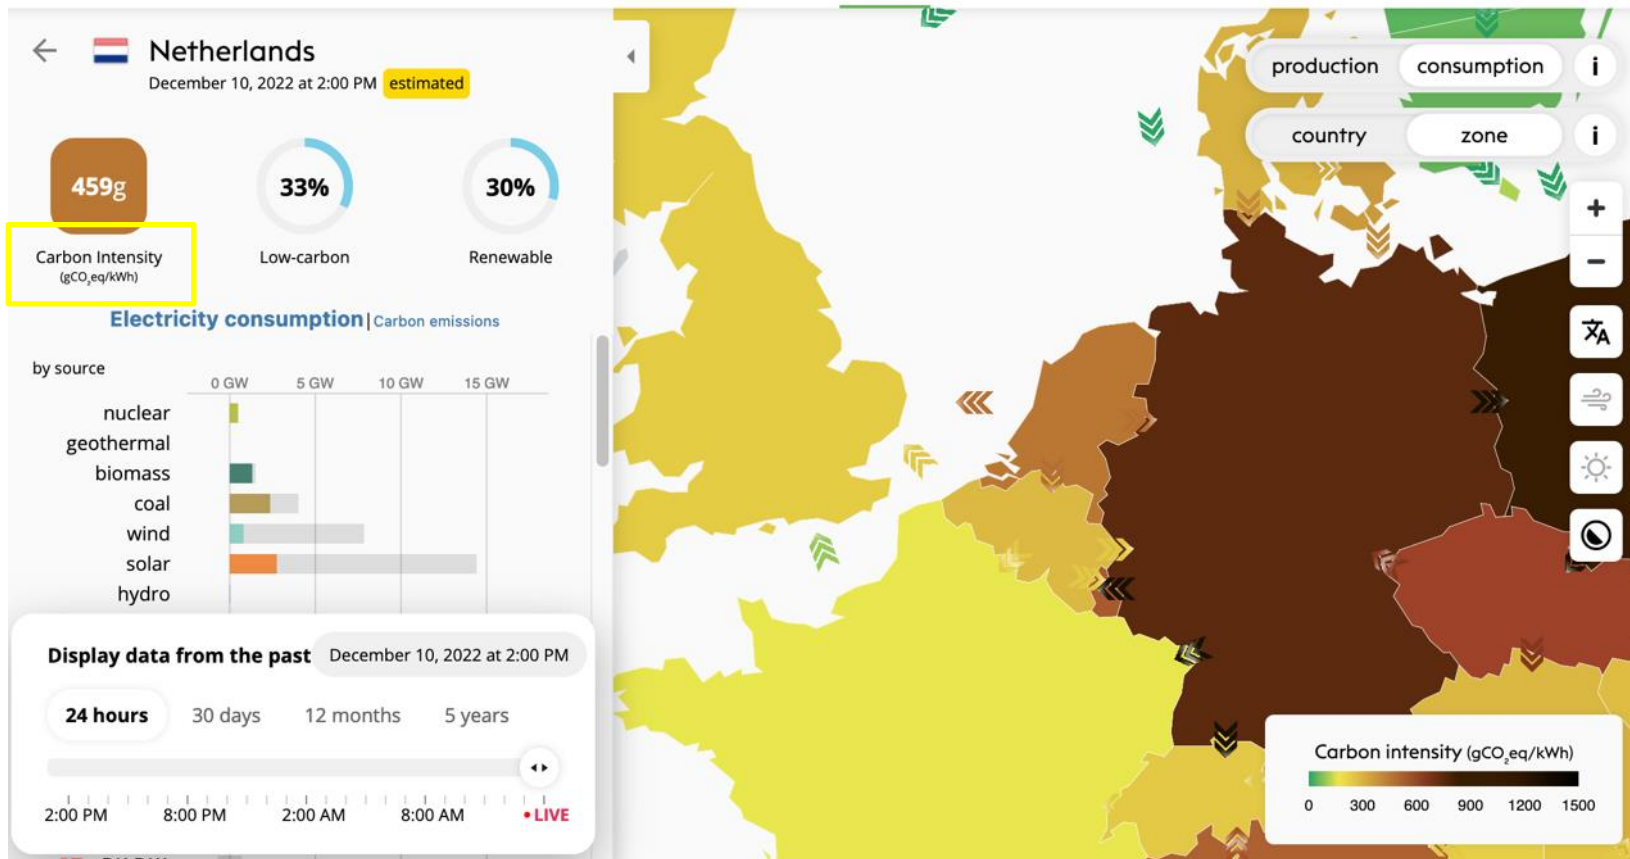 Netherlands
December 10, 2022 at 2:00 PM estimated
459g
33%
30%
Carbon Intensity
(gCO₂eq/kWh)
Low-carbon
Renewable
Electricity consumption | Carbon emissions
by source
0 GW 5 GW 10 GW 15 GW
nuclear
geothermal
biomass
coal
wind
solar
hydro
Display data from the past December 10, 2022 at 2:00 PM
24 hours 30 days 12 months 5 years
2:00 PM 8:00 PM 2:00 AM 8:00 AM • LIVE
production consumption i
country zone i
+
−
文A
Carbon intensity (gCO₂eq/kWh)
0 300 600 900 1200 1500